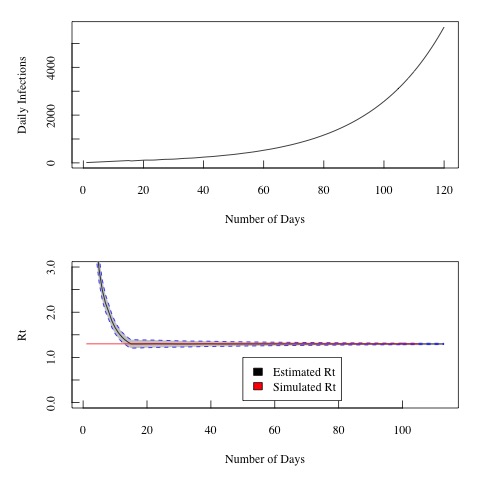 Daily Infections
4000
2000
0
0 20 40 60 80 100 120
Number of Days
Rt
3.0
2.0
1.0
0.0
Estimated Rt
Simulated Rt
0 20 40 60 80 100
Number of Days